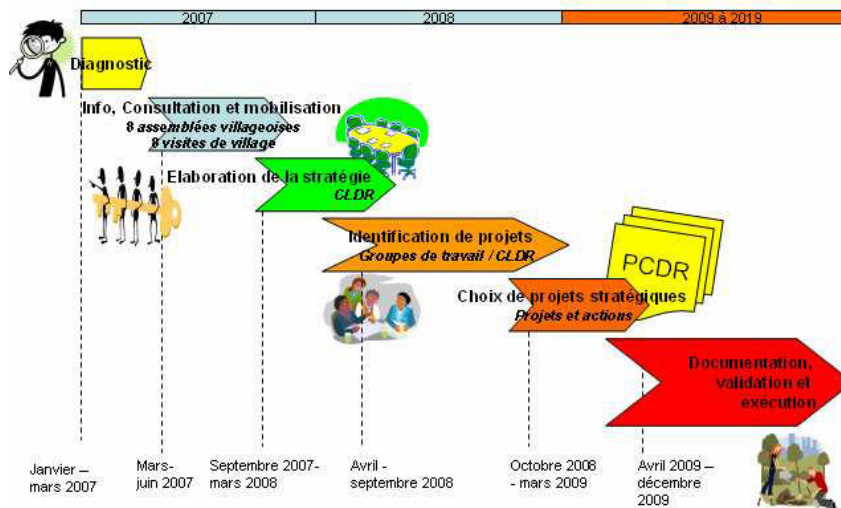 2007 2008 2009 à 2019
Diagnostic
Info, Consultation et mobilisation
8 assemblées villageoises
8 visites de village
Elaboration de la stratégie
CLDR
Identification de projets
Groupes de travail / CLDR
PCDR
Choix de projets stratégiques
Projets et actions
Documentation,
validation et
exécution
Janvier –
mars 2007
Mars-
juin 2007
Septembre 2007-
mars 2008
Avril -
septembre 2008
Octobre 2008
- mars 2009
Avril 2009 –
décembre
2009